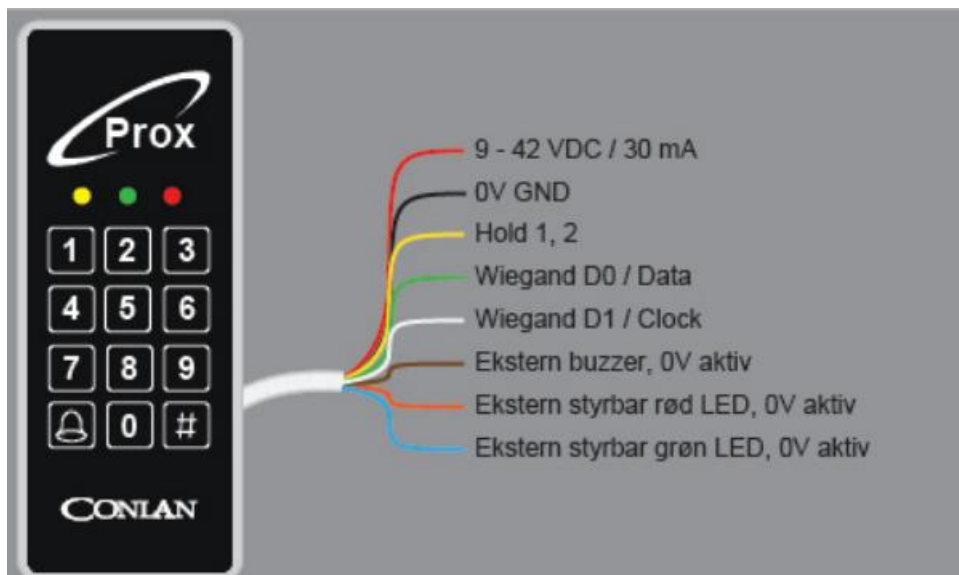 Prox
1 2 3
4 5 6
7 8 9
0 #
CONLAN
9 - 42 VDC / 30 mA
0V GND
Hold 1, 2
Wiegand D0 / Data
Wiegand D1 / Clock
Ekstern buzzer, 0V aktiv
Ekstern styrbar rød LED, 0V aktiv
Ekstern styrbar grøn LED, 0V aktiv